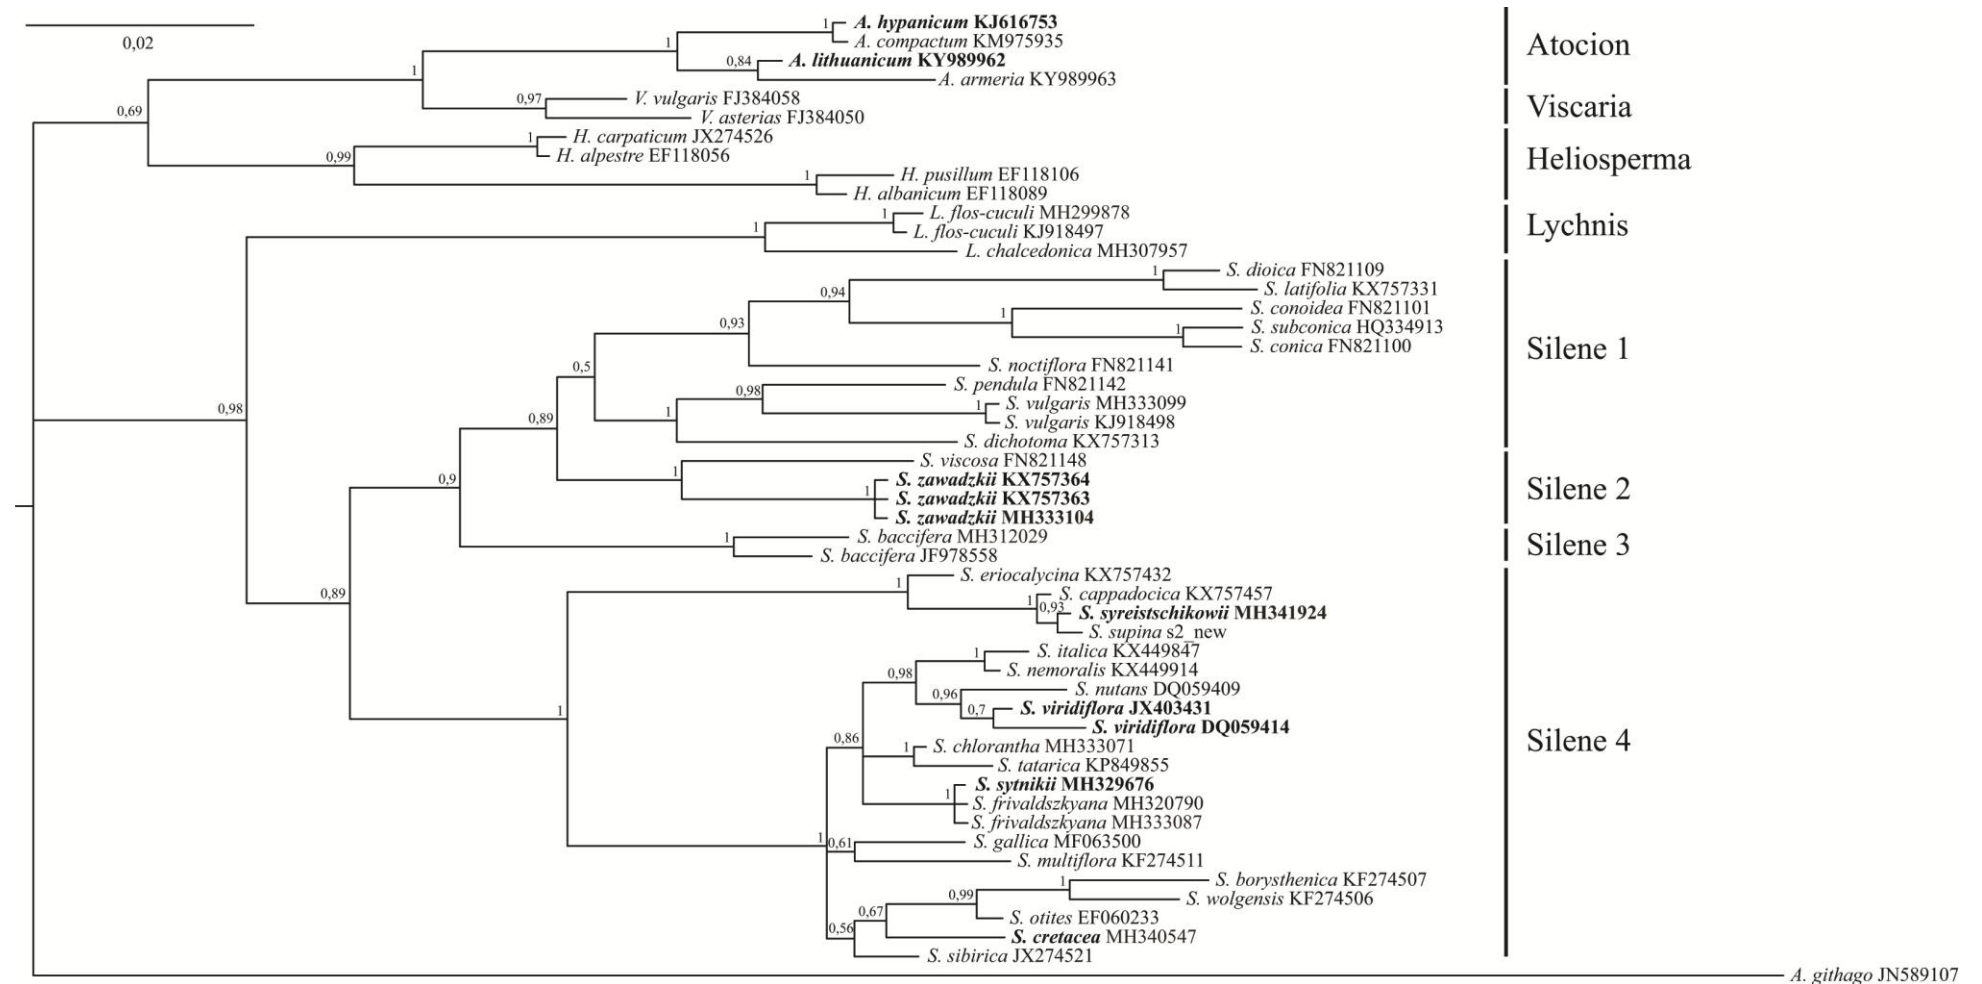 0,02
1
A. hypanicum KJ616753
A. compactum KM975935
1
0,84
A. lithuanicum KY989962
A. armeria KY989963
Atocion
1
0,97
V. vulgaris FJ384058
V. asterias FJ384050
Viscaria
0,69
1
H. carpaticum JX274526
H. alpestre EF118056
0,99
Heliosperma
1
H. pusillum EF118106
H. albanicum EF118089
1
L. flos-cuculi MH299878
L. flos-cuculi KJ918497
1
L. chalcedonica MH307957
Lychnis
1
S. dioica FN821109
S. latifolia KX757331
0,94
1
S. conoidea FN821101
1
S. subconica HQ334913
S. conica FN821100
0,93
S. noctiflora FN821141
Silene 1
0,5
0,98
S. pendula FN821142
1
S. vulgaris MH333099
S. vulgaris KJ918498
1
S. dichotoma KX757313
0,98
0,89
S. viscosa FN821148
1
S. zawadzkii KX757364
1
S. zawadzkii KX757363
S. zawadzkii MH333104
Silene 2
0,9
1
S. baccifera MH312029
S. baccifera JF978558
Silene 3
0,89
1
S. eriocalycina KX757432
1
S. cappadocica KX757457
0,93
S. syreistschikowii MH341924
S. supina s2_new
1
1
S. italica KX449847
S. nemoralis KX449914
0,98
0,96
S. nutans DQ059409
0,7
S. viridiflora JX403431
S. viridiflora DQ059414
0,86
1
S. chlorantha MH333071
S. tatarica KP849855
Silene 4
1
S. sytnikii MH329676
S. frivaldszkyana MH320790
S. frivaldszkyana MH333087
1
0,61
S. gallica MF063500
S. multiflora KF274511
1
S. borysthenica KF274507
S. wolgensis KF274506
0,99
S. otites EF060233
0,67
S. cretacea MH340547
0,56
S. sibirica JX274521
A. githago JN589107